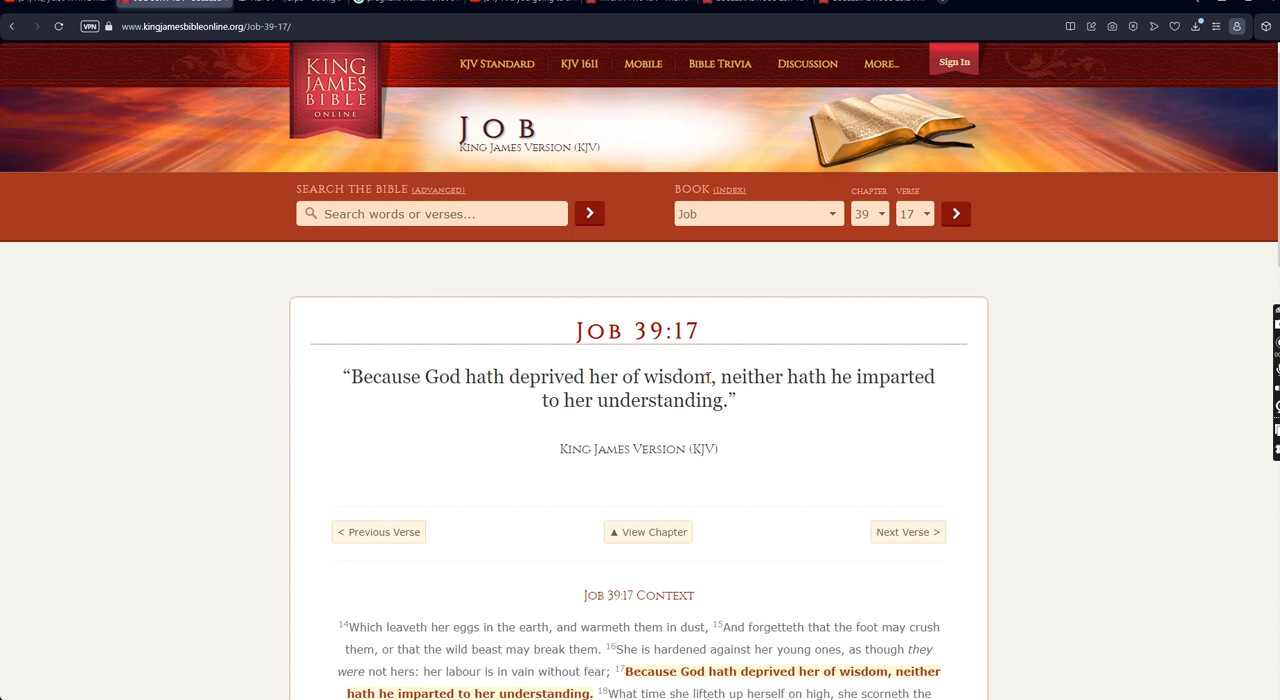 VPN www.kingjamesbibleonline.org/Job-39-17/
KING
JAMES
BIBLE
ONLINE
KJV STANDARD KJV 1611 MOBILE BIBLE TRIVIA DISCUSSION MORE... Sign In
JOB
KING JAMES VERSION (KJV)
SEARCH THE BIBLE (ADVANCED) BOOK (INDEX) CHAPTER VERSE
Search words or verses... Job 39 17
JOB 39:17
“Because God hath deprived her of wisdom, neither hath he imparted
to her understanding.”
KING JAMES VERSION (KJV)
< Previous Verse ▲ View Chapter Next Verse >
JOB 39:17 CONTEXT
14Which leaveth her eggs in the earth, and warmeth them in dust, 15And forgetteth that the foot may crush
them, or that the wild beast may break them. 16She is hardened against her young ones, as though they
were not hers: her labour is in vain without fear; 17Because God hath deprived her of wisdom, neither
hath he imparted to her understanding. 18What time she lifteth up herself on high, she scorneth the